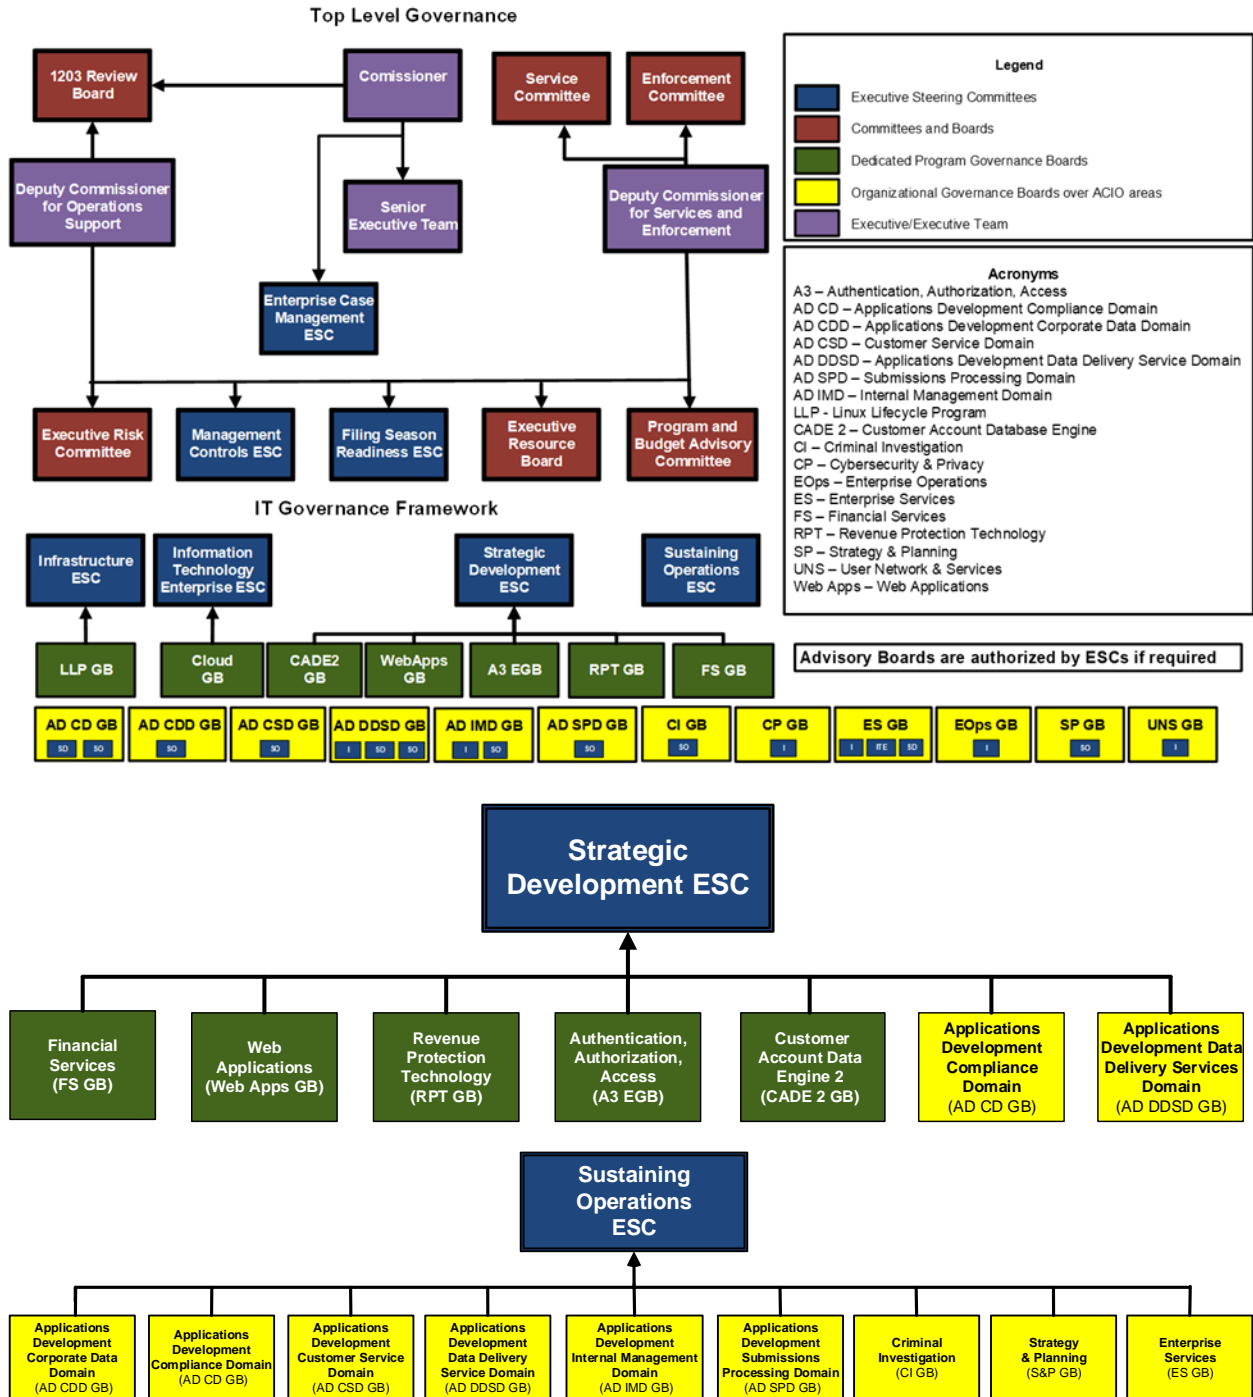 Top Level Governance
1203 Review
Board
Comissioner
Service
Committee
Enforcement
Committee
Deputy Commissioner
for Operations
Support
Senior
Executive Team
Deputy Commissioner
for Services and
Enforcement
Enterprise Case
Management
ESC
Executive Risk
Committee
Management
Controls ESC
Filing Season
Readiness ESC
Executive
Resource
Board
Program and
Budget Advisory
Committee
Legend
Executive Steering Committees
Committees and Boards
Dedicated Program Governance Boards
Organizational Governance Boards over ACIO areas
Executive/Executive Team
Acronyms
A3 – Authentication, Authorization, Access
AD CD – Applications Development Compliance Domain
AD CDD – Applications Development Corporate Data Domain
AD CSD – Customer Service Domain
AD DDSD – Applications Development Data Delivery Service Domain
AD SPD – Submissions Processing Domain
AD IMD – Internal Management Domain
LLP - Linux Lifecycle Program
CADE 2 – Customer Account Database Engine
CI – Criminal Investigation
CP – Cybersecurity & Privacy
EOps – Enterprise Operations
ES – Enterprise Services
FS – Financial Services
RPT – Revenue Protection Technology
SP – Strategy & Planning
UNS – User Network & Services
Web Apps – Web Applications
Advisory Boards are authorized by ESCs if required
IT Governance Framework
Infrastructure
ESC
Information
Technology
Enterprise ESC
Strategic
Development
ESC
Sustaining
Operations
ESC
LLP GB
Cloud
GB
CADE2
GB
WebApps
GB
A3 EGB
RPT GB
FS GB
AD CD GB
SD SO
AD CDD GB
SO
AD CSD GB
SO
AD DDSD GB
I SD SO
AD IMD GB
I SO
AD SPD GB
SO
CI GB
SO
CP GB
I
ES GB
I ITE SD
EOps GB
I
SP GB
SO
UNS GB
I
Strategic
Development ESC
Financial
Services
(FS GB)
Web
Applications
(Web Apps GB)
Revenue
Protection
Technology
(RPT GB)
Authentication,
Authorization,
Access
(A3 EGB)
Customer
Account Data
Engine 2
(CADE 2 GB)
Applications
Development
Compliance
Domain
(AD CD GB)
Applications
Development Data
Delivery Services
Domain
(AD DDSD GB)
Sustaining
Operations
ESC
Applications
Development
Corporate Data
Domain
(AD CDD GB)
Applications
Development
Compliance Domain
(AD CD GB)
Applications
Development
Customer Service
Domain
(AD CSD GB)
Applications
Development
Data Delivery
Service Domain
(AD DDSD GB)
Applications
Development
Internal Management
Domain
(AD IMD GB)
Applications
Development
Submissions
Processing Domain
(AD SPD GB)
Criminal
Investigation
(CI GB)
Strategy
& Planning
(S&P GB)
Enterprise
Services
(ES GB)